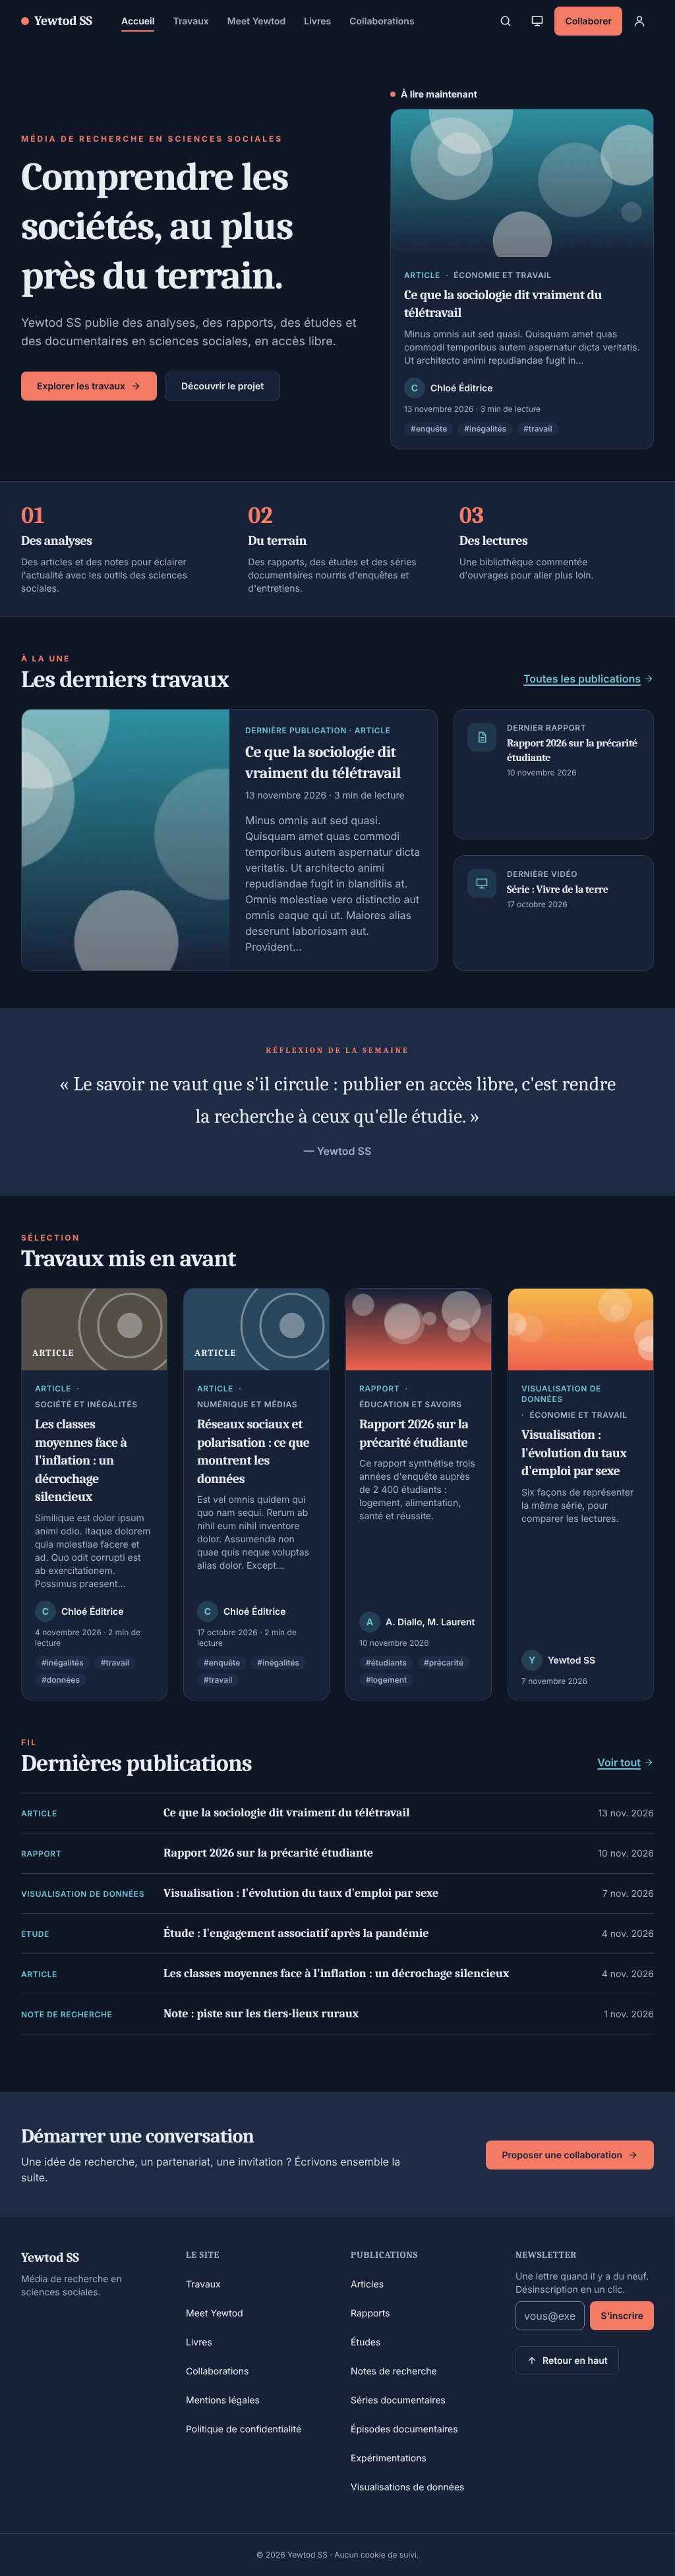 Yewtod SS
Accueil
Travaux
Meet Yewtod
Livres
Collaborations
Collaborer
MÉDIA DE RECHERCHE EN SCIENCES SOCIALES
Comprendre les
sociétés, au plus
près du terrain.
Yewtod SS publie des analyses, des rapports, des études et
des documentaires en sciences sociales, en accès libre.
Explorer les travaux
Découvrir le projet
À lire maintenant
ARTICLE · ÉCONOMIE ET TRAVAIL
Ce que la sociologie dit vraiment du
télétravail
Minus omnis aut sed quasi. Quisquam amet quas
commodi temporibus autem aspernatur dicta veritatis.
Ut architecto animi repudiandae fugit in…
C
Chloé Éditrice
13 novembre 2026 · 3 min de lecture
#enquête #inégalités #travail
01
Des analyses
Des articles et des notes pour éclairer
l'actualité avec les outils des sciences
sociales.
02
Du terrain
Des rapports, des études et des séries
documentaires nourris d'enquêtes et
d'entretiens.
03
Des lectures
Une bibliothèque commentée
d'ouvrages pour aller plus loin.
À LA UNE
Les derniers travaux
Toutes les publications
DERNIÈRE PUBLICATION · ARTICLE
Ce que la sociologie dit
vraiment du télétravail
13 novembre 2026 · 3 min de lecture
Minus omnis aut sed quasi.
Quisquam amet quas commodi
temporibus autem aspernatur dicta
veritatis. Ut architecto animi
repudiandae fugit in blanditiis at.
Omnis molestiae vero distinctio aut
omnis eaque qui ut. Maiores alias
deserunt laboriosam aut.
Provident…
DERNIER RAPPORT
Rapport 2026 sur la précarité
étudiante
10 novembre 2026
DERNIÈRE VIDÉO
Série : Vivre de la terre
17 octobre 2026
RÉFLEXION DE LA SEMAINE
« Le savoir ne vaut que s'il circule : publier en accès libre, c'est rendre
la recherche à ceux qu'elle étudie. »
— Yewtod SS
SÉLECTION
Travaux mis en avant
ARTICLE
ARTICLE ·
SOCIÉTÉ ET INÉGALITÉS
Les classes
moyennes face à
l'inflation : un
décrochage
silencieux
Similique est dolor ipsum
animi odio. Itaque dolorem
quia molestiae facere et
ad. Quo odit corrupti est
ab exercitationem.
Possimus praesent…
C
Chloé Éditrice
4 novembre 2026 · 2 min de
lecture
#inégalités #travail
#données
ARTICLE
ARTICLE ·
NUMÉRIQUE ET MÉDIAS
Réseaux sociaux et
polarisation : ce que
montrent les
données
Est vel omnis quidem qui
quo nam sequi. Rerum ab
nihil eum nihil inventore
dolor. Assumenda non
quae quis neque voluptas
alias dolor. Except…
C
Chloé Éditrice
17 octobre 2026 · 2 min de
lecture
#enquête #inégalités
#travail
RAPPORT ·
ÉDUCATION ET SAVOIRS
Rapport 2026 sur la
précarité étudiante
Ce rapport synthétise trois
années d'enquête auprès
de 2 400 étudiants :
logement, alimentation,
santé et réussite.
A
A. Diallo, M. Laurent
10 novembre 2026
#étudiants #précarité
#logement
VISUALISATION DE
DONNÉES
· ÉCONOMIE ET TRAVAIL
Visualisation :
l'évolution du taux
d'emploi par sexe
Six façons de représenter
la même série, pour
comparer les lectures.
Y
Yewtod SS
7 novembre 2026
FIL
Dernières publications
Voir tout
ARTICLE
Ce que la sociologie dit vraiment du télétravail
13 nov. 2026
RAPPORT
Rapport 2026 sur la précarité étudiante
10 nov. 2026
VISUALISATION DE DONNÉES
Visualisation : l'évolution du taux d'emploi par sexe
7 nov. 2026
ÉTUDE
Étude : l'engagement associatif après la pandémie
4 nov. 2026
ARTICLE
Les classes moyennes face à l'inflation : un décrochage silencieux
4 nov. 2026
NOTE DE RECHERCHE
Note : piste sur les tiers-lieux ruraux
1 nov. 2026
Démarrer une conversation
Une idée de recherche, un partenariat, une invitation ? Écrivons ensemble la
suite.
Proposer une collaboration
Yewtod SS
Média de recherche en
sciences sociales.
LE SITE
Travaux
Meet Yewtod
Livres
Collaborations
Mentions légales
Politique de confidentialité
PUBLICATIONS
Articles
Rapports
Études
Notes de recherche
Séries documentaires
Épisodes documentaires
Expérimentations
Visualisations de données
NEWSLETTER
Une lettre quand il y a du neuf.
Désinscription en un clic.
vous@exe
S'inscrire
Retour en haut
© 2026 Yewtod SS · Aucun cookie de suivi.